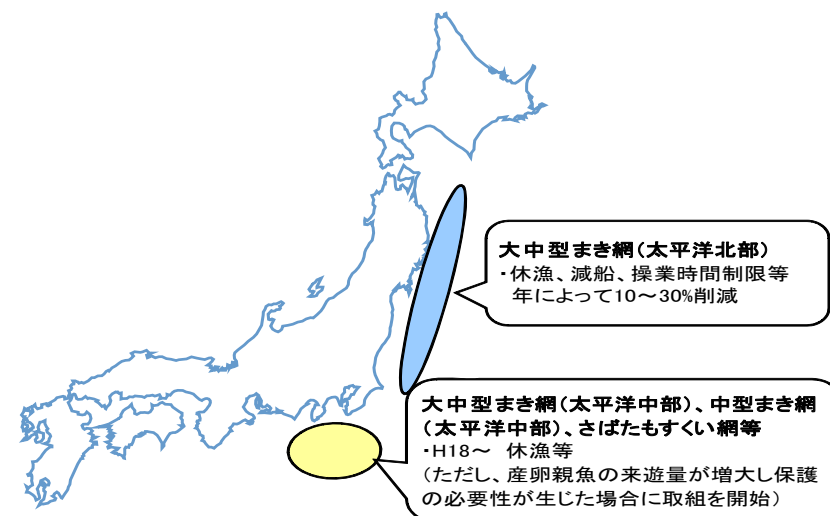 大中型まき網(太平洋北部)
・休漁、減船、操業時間制限等
年によって10～30%削減
大中型まき網(太平洋中部)、中型まき網
(太平洋中部)、さばたもすくい網等
・H18～ 休漁等
(ただし、産卵親魚の来遊量が増大し保護
の必要性が生じた場合に取組を開始)